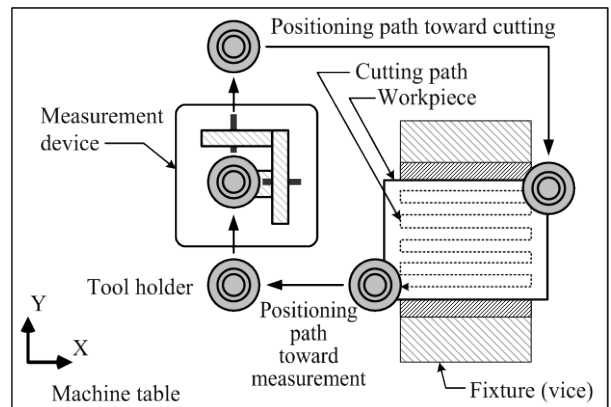 Positioning path toward cutting
Cutting path
Workpiece
Measurement
device
Tool holder
Positioning
path
toward
measurement
Y
X
Machine table
Fixture (vice)